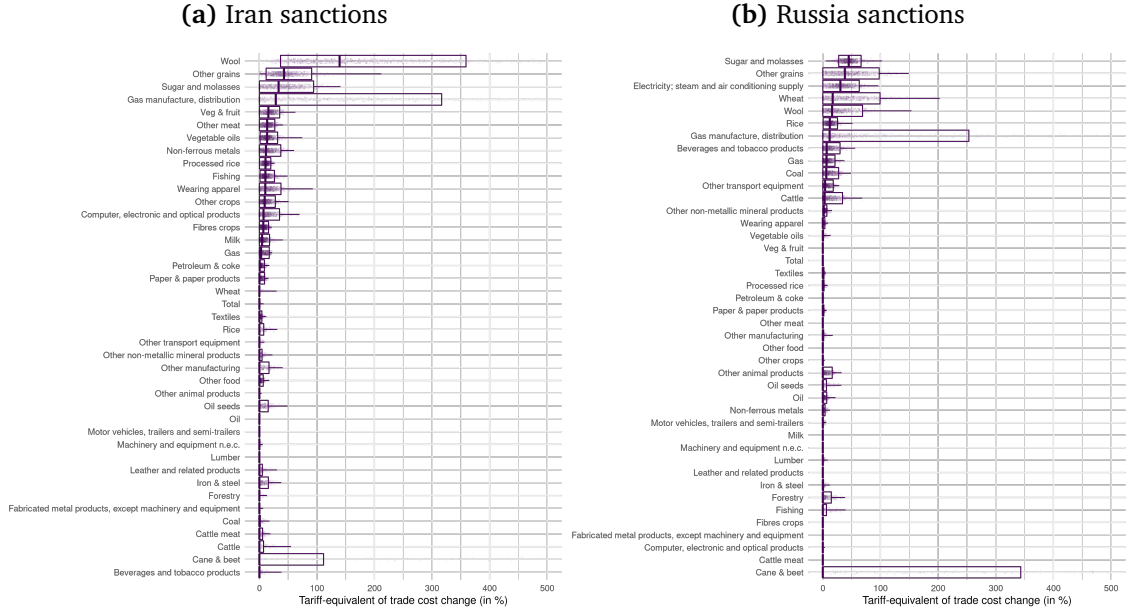 (a) Iran sanctions
Wool
Other grains
Sugar and molasses
Gas manufacture, distribution
Veg & fruit
Other meat
Vegetable oils
Non-ferrous metals
Processed rice
Fishing
Wearing apparel
Other crops
Computer, electronic and optical products
Fibres crops
Milk
Gas
Petroleum & coke
Paper & paper products
Wheat
Total
Textiles
Rice
Other transport equipment
Other non-metallic mineral products
Other manufacturing
Other food
Other animal products
Oil seeds
Oil
Motor vehicles, trailers and semi-trailers
Machinery and equipment n.e.c.
Lumber
Leather and related products
Iron & steel
Forestry
Fabricated metal products, except machinery and equipment
Coal
Cattle meat
Cattle
Cane & beet
Beverages and tobacco products
0 100 200 300 400 500
Tariff-equivalent of trade cost change (in %)
(b) Russia sanctions
Sugar and molasses
Other grains
Electricity; steam and air conditioning supply
Wheat
Wool
Rice
Gas manufacture, distribution
Beverages and tobacco products
Gas
Coal
Other transport equipment
Cattle
Other non-metallic mineral products
Wearing apparel
Vegetable oils
Veg & fruit
Total
Textiles
Processed rice
Petroleum & coke
Paper & paper products
Other meat
Other manufacturing
Other food
Other crops
Other animal products
Oil seeds
Oil
Non-ferrous metals
Motor vehicles, trailers and semi-trailers
Milk
Machinery and equipment n.e.c.
Lumber
Leather and related products
Iron & steel
Forestry
Fishing
Fibres crops
Fabricated metal products, except machinery and equipment
Computer, electronic and optical products
Cattle meat
Cane & beet
0 100 200 300 400 500
Tariff-equivalent of trade cost change (in %)